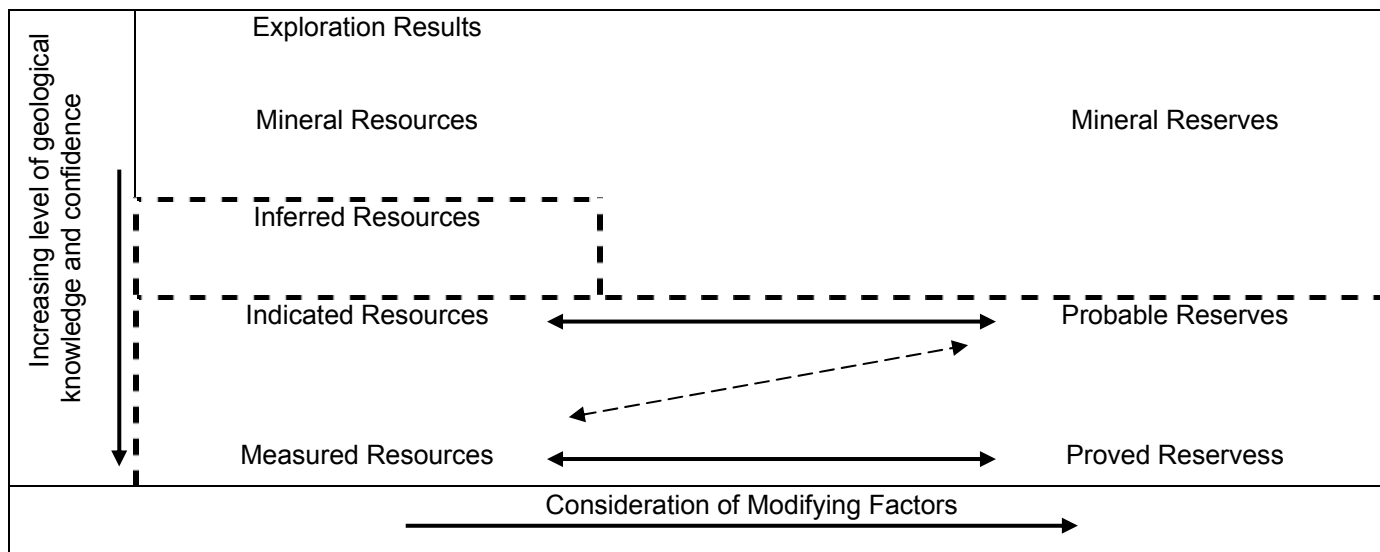 Increasing level of geological
knowledge and confidence
Exploration Results
Mineral Resources
Mineral Reserves
Inferred Resources
Indicated Resources
Probable Reserves
Measured Resources
Proved Reservess
Consideration of Modifying Factors